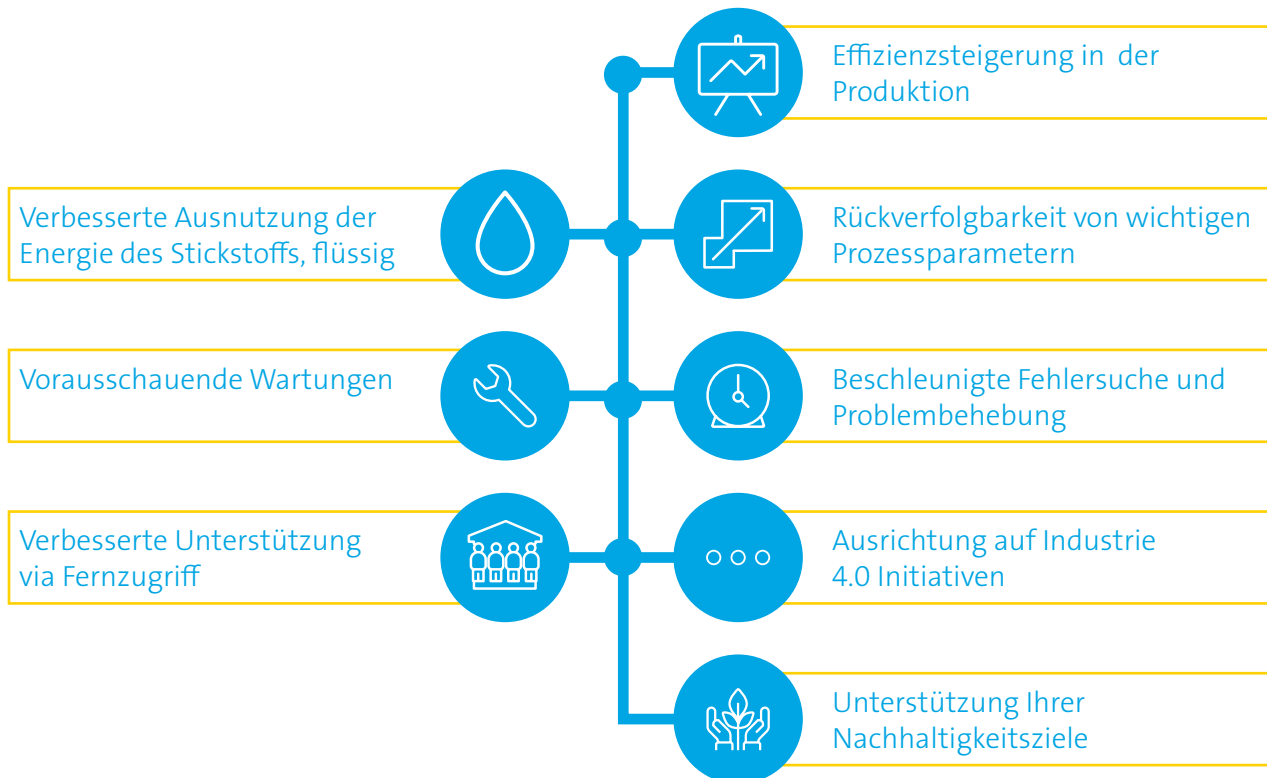 Effizienzsteigerung in der
Produktion
Verbesserte Ausnutzung der
Energie des Stickstoffs, flüssig
Rückverfolgbarkeit von wichtigen
Prozessparametern
Vorausschauende Wartungen
Beschleunigte Fehlersuche und
Problembehebung
Verbesserte Unterstützung
via Fernzugriff
Ausrichtung auf Industrie
4.0 Initiativen
Unterstützung Ihrer
Nachhaltigkeitsziele